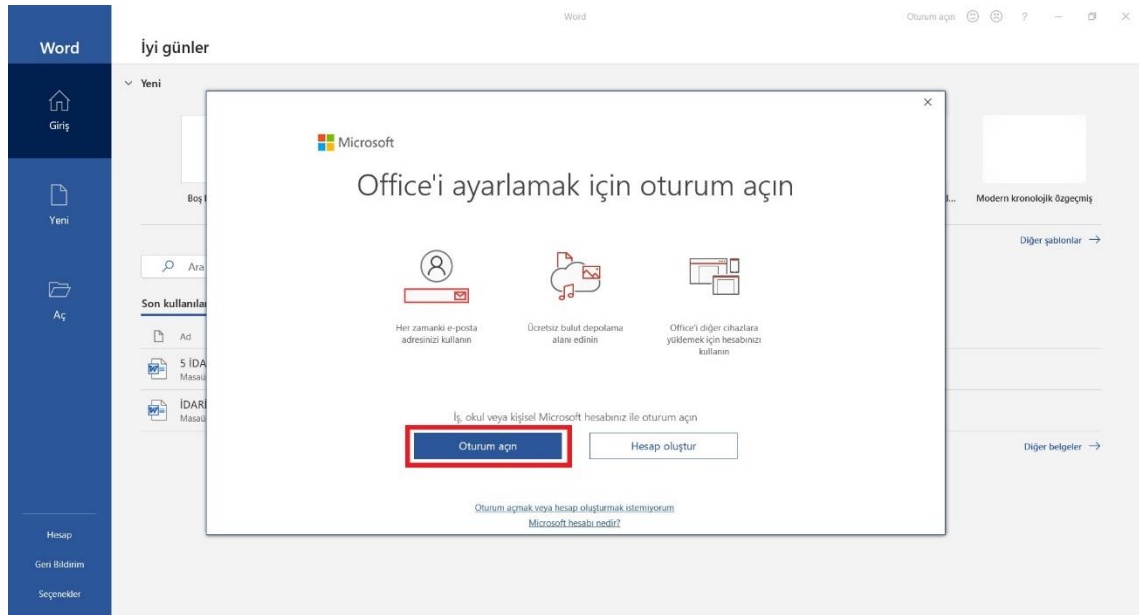 Word
Oturum açın
?
Word
İyi günler
Giriş
Yeni
Aç
Hesap
Geri Bildirim
Seçenekler
Yeni
Boş
Modern kronolojik özgeçmiş
Diğer şablonlar
Ara
Son
Ad
5 İDA
Masaü
İDARİ
Masaü
Diğer belgeler
Microsoft
Office'i ayarlamak için oturum açın
Her zamanki e-posta
adresinizi kullanın
Ücretsiz bulut depolama
alanı edinin
Office'i diğer cihazlara
yüklemek için hesabınızı
kullanın
İş, okul veya kişisel Microsoft hesabınız ile oturum açın
Oturum açın
Hesap oluştur
Oturum açmak veya hesap oluşturmak istemiyorum
Microsoft hesabı nedir?